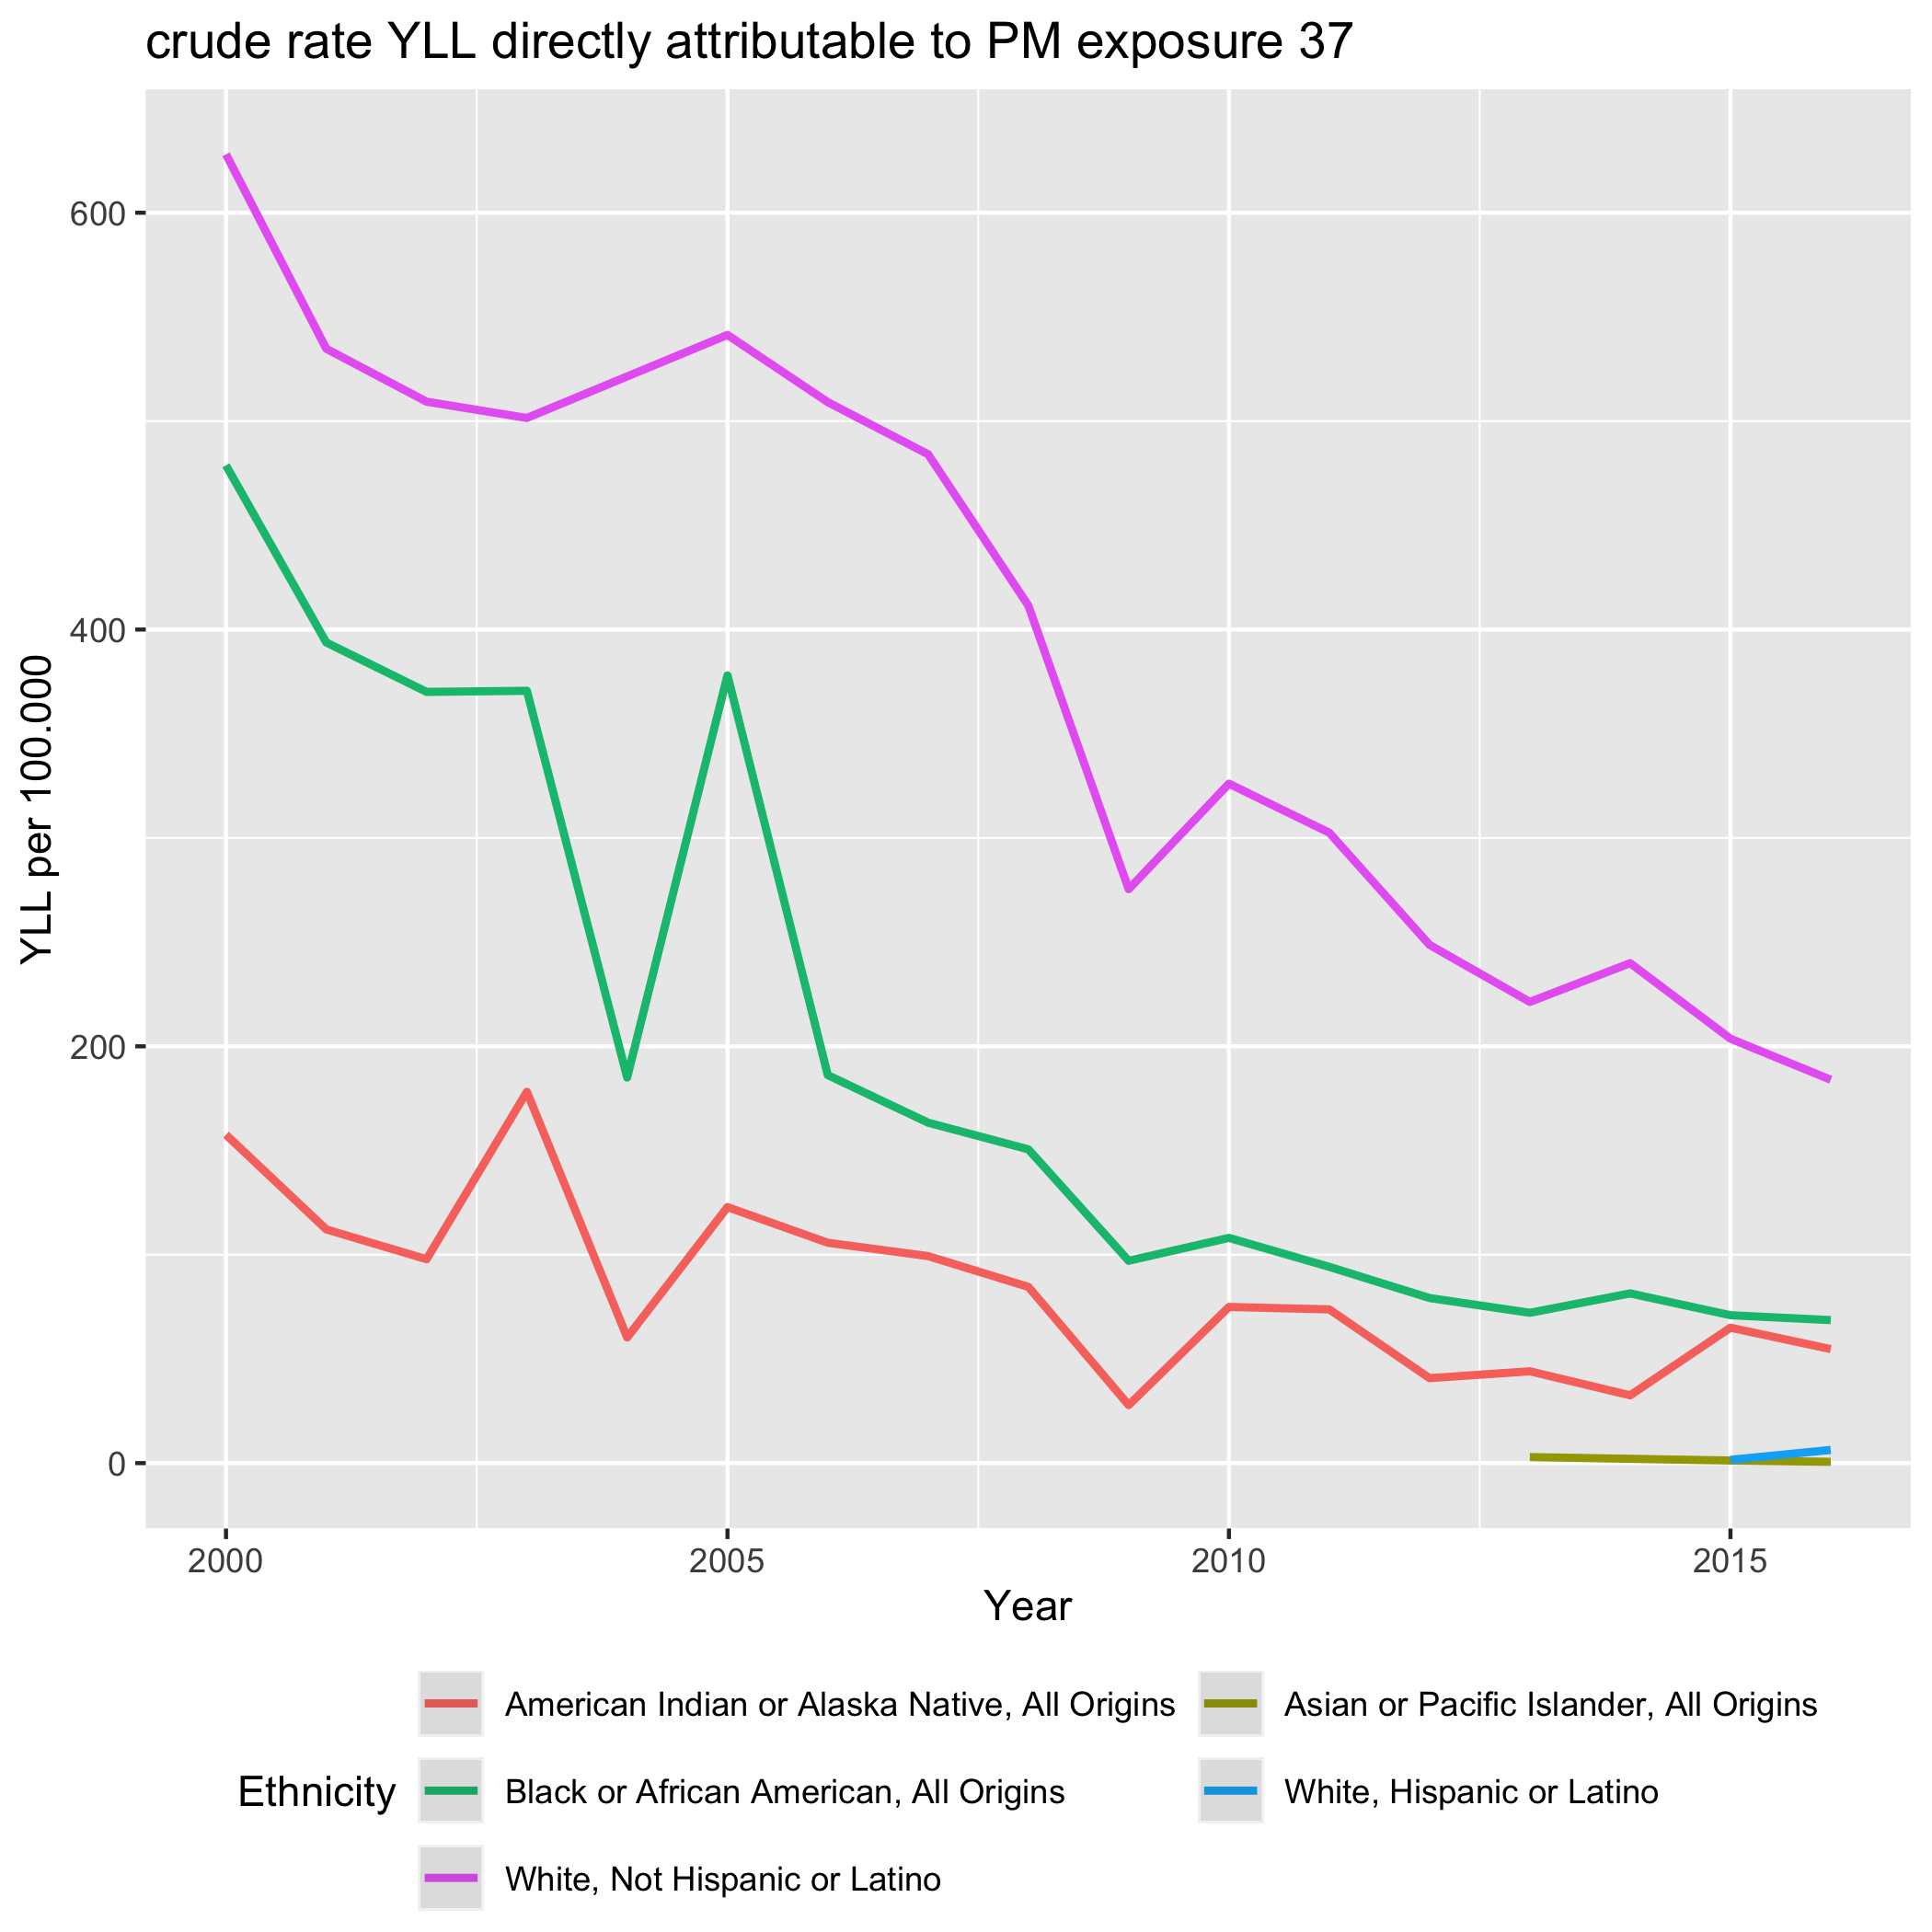 crude rate YLL directly attributable to PM exposure 37
YLL per 100.000
600
400
200
0
2000 2005 2010 2015
Year
Ethnicity
American Indian or Alaska Native, All Origins
Asian or Pacific Islander, All Origins
Black or African American, All Origins
White, Hispanic or Latino
White, Not Hispanic or Latino